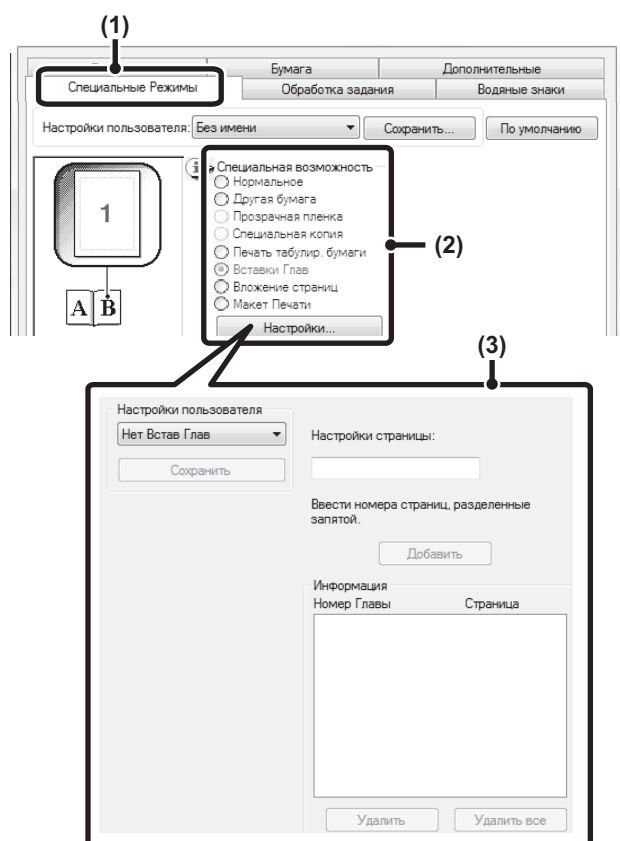 (1)
Бумага
Дополнительные
Специальные Режимы
Обработка задания
Водяные знаки
Настройки пользователя:
Без имени
Сохранить...
По умолчанию
1
A B
Специальная возможность
Нормальное
Другая бумага
Прозрачная пленка
Специальная копия
Печать табулир. бумаги
Вставки Глав
Вложение страниц
Макет Печати
Настройки...
(2)
(3)
Настройки пользователя
Нет Встав Глав
Сохранить
Настройки страницы:
Ввести номера страниц, разделенные
запятой.
Добавить
Информация
Номер Главы Страница
Удалить
Удалить все